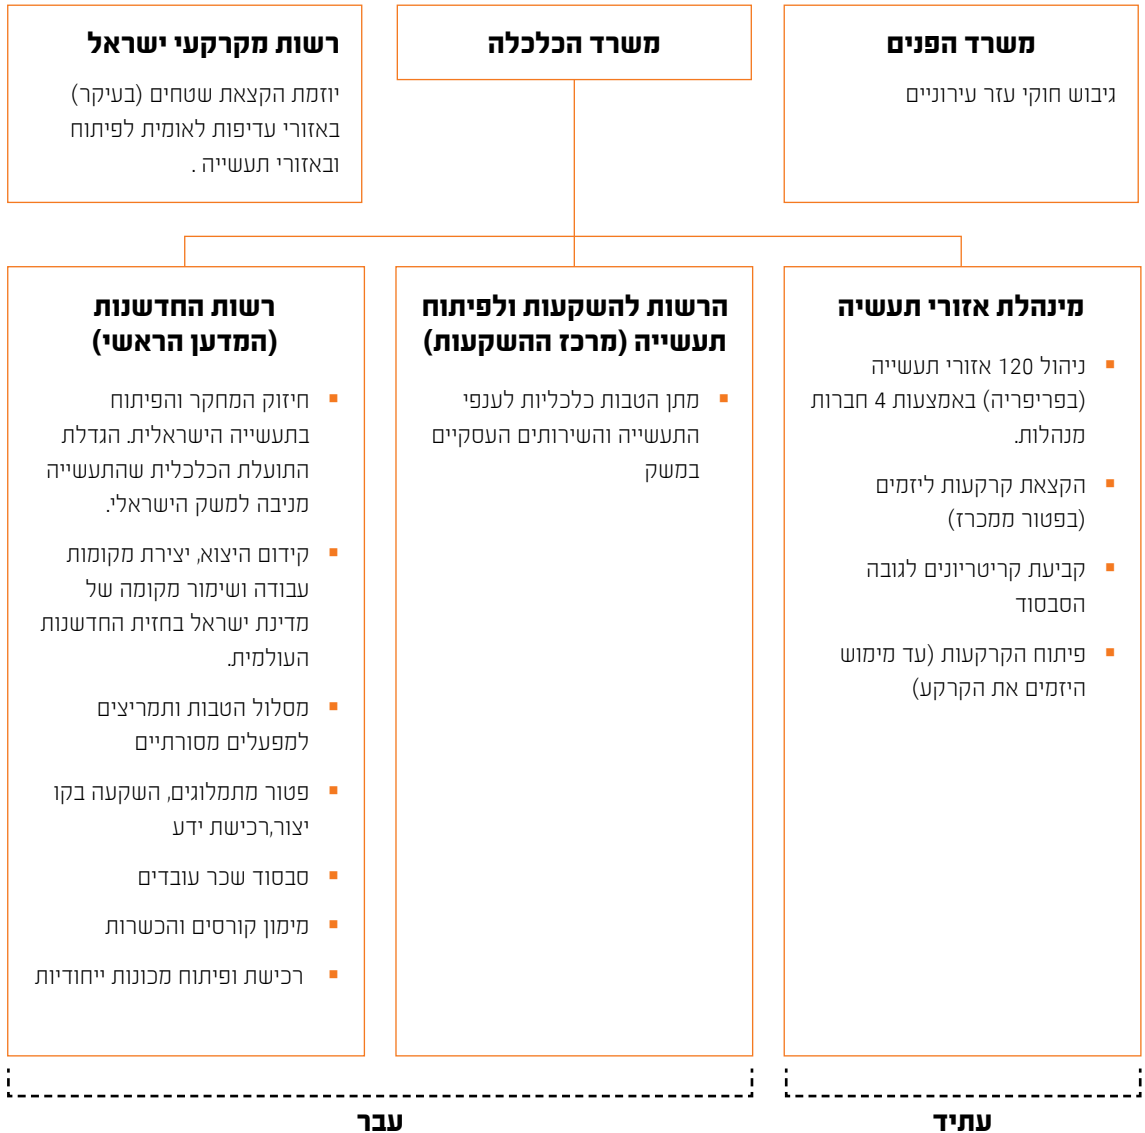 משרד הפנים
גיבוש חוקי עזר עירוניים
משרד הכלכלה
רשות מקרקעי ישראל
יוזמת הקצאת שטחים (בעיקר)
באזורי עדיפות לאומית לפיתוח
ובאזורי תעשייה .
מינהלת אזורי תעשיה
ניהול 120 אזורי תעשייה
(בפריפריה) באמצעות 4 חברות
מנהלות.
הקצאת קרקעות ליזמים
(בפטור ממכרז)
קביעת קריטריונים לגובה
הסבסוד
פיתוח הקרקעות (עד מימוש
היזמים את הקרקע)
הרשות להשקעות ולפיתוח
תעשייה (מרכז ההשקעות)
מתן הטבות כלכליות לענפי
התעשייה והשירותים העסקיים
במשק
רשות החדשנות
(המדען הראשי)
חיזוק המחקר והפיתוח
בתעשייה הישראלית. הגדלת
התועלת הכלכלית שהתעשייה
מניבה למשק הישראלי.
קידום היצוא, יצירת מקומות
עבודה ושימור מקומה של
מדינת ישראל בחזית החדשנות
העולמית.
מסלול הטבות ותמריצים
למפעלים מסורתיים
פטור מתמלוגים, השקעה בקו
יצור,רכישת ידע
סבסוד שכר עובדים
מימון קורסים והכשרות
רכישת ופיתוח מכונות ייחודיות
עתיד
עבר